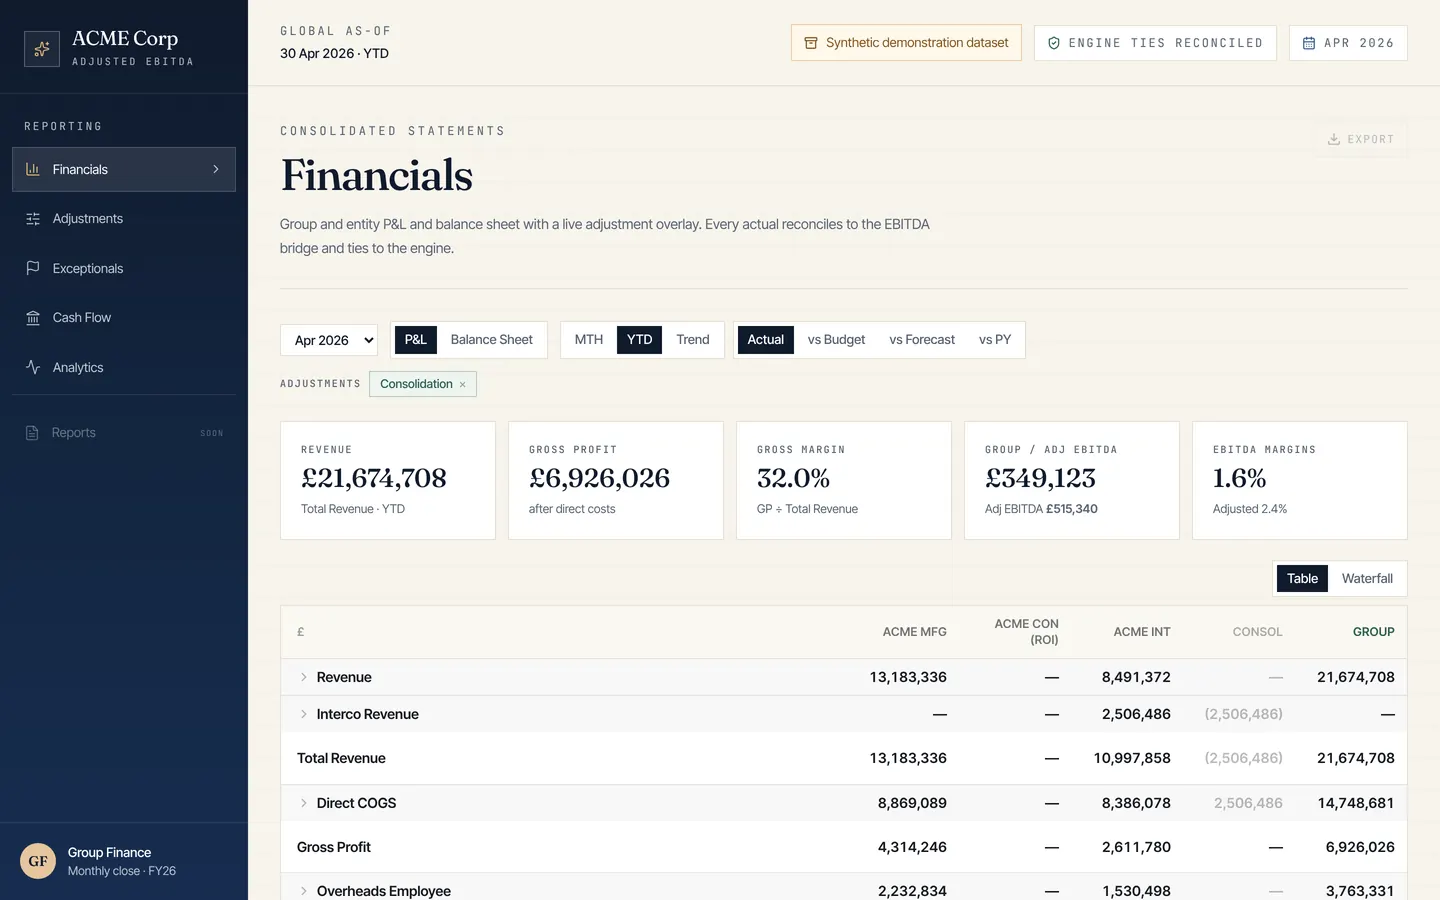 ACME Corp
ADJUSTED EBITDA
REPORTING
Financials
Adjustments
Exceptionals
Cash Flow
Analytics
Reports SOON
GF
Group Finance
Monthly close · FY26
GLOBAL AS-OF
30 Apr 2026 · YTD
Synthetic demonstration dataset
ENGINE TIES RECONCILED
APR 2026
CONSOLIDATED STATEMENTS
Financials
EXPORT
Group and entity P&L and balance sheet with a live adjustment overlay. Every actual reconciles to the EBITDA
bridge and ties to the engine.
Apr 2026 P&L Balance Sheet MTH YTD Trend Actual vs Budget vs Forecast vs PY
ADJUSTMENTS Consolidation ×
REVENUE
£21,674,708
Total Revenue · YTD
GROSS PROFIT
£6,926,026
after direct costs
GROSS MARGIN
32.0%
GP ÷ Total Revenue
GROUP / ADJ EBITDA
£349,123
Adj EBITDA £515,340
EBITDA MARGINS
1.6%
Adjusted 2.4%
Table Waterfall
£ ACME MFG ACME CON (ROI) ACME INT CONSOL GROUP
Revenue 13,183,336 — 8,491,372 — 21,674,708
Interco Revenue — — 2,506,486 (2,506,486) —
Total Revenue 13,183,336 — 10,997,858 (2,506,486) 21,674,708
Direct COGS 8,869,089 — 8,386,078 2,506,486 14,748,681
Gross Profit 4,314,246 — 2,611,780 — 6,926,026
Overheads Employee 2,232,834 — 1,530,498 — 3,763,331